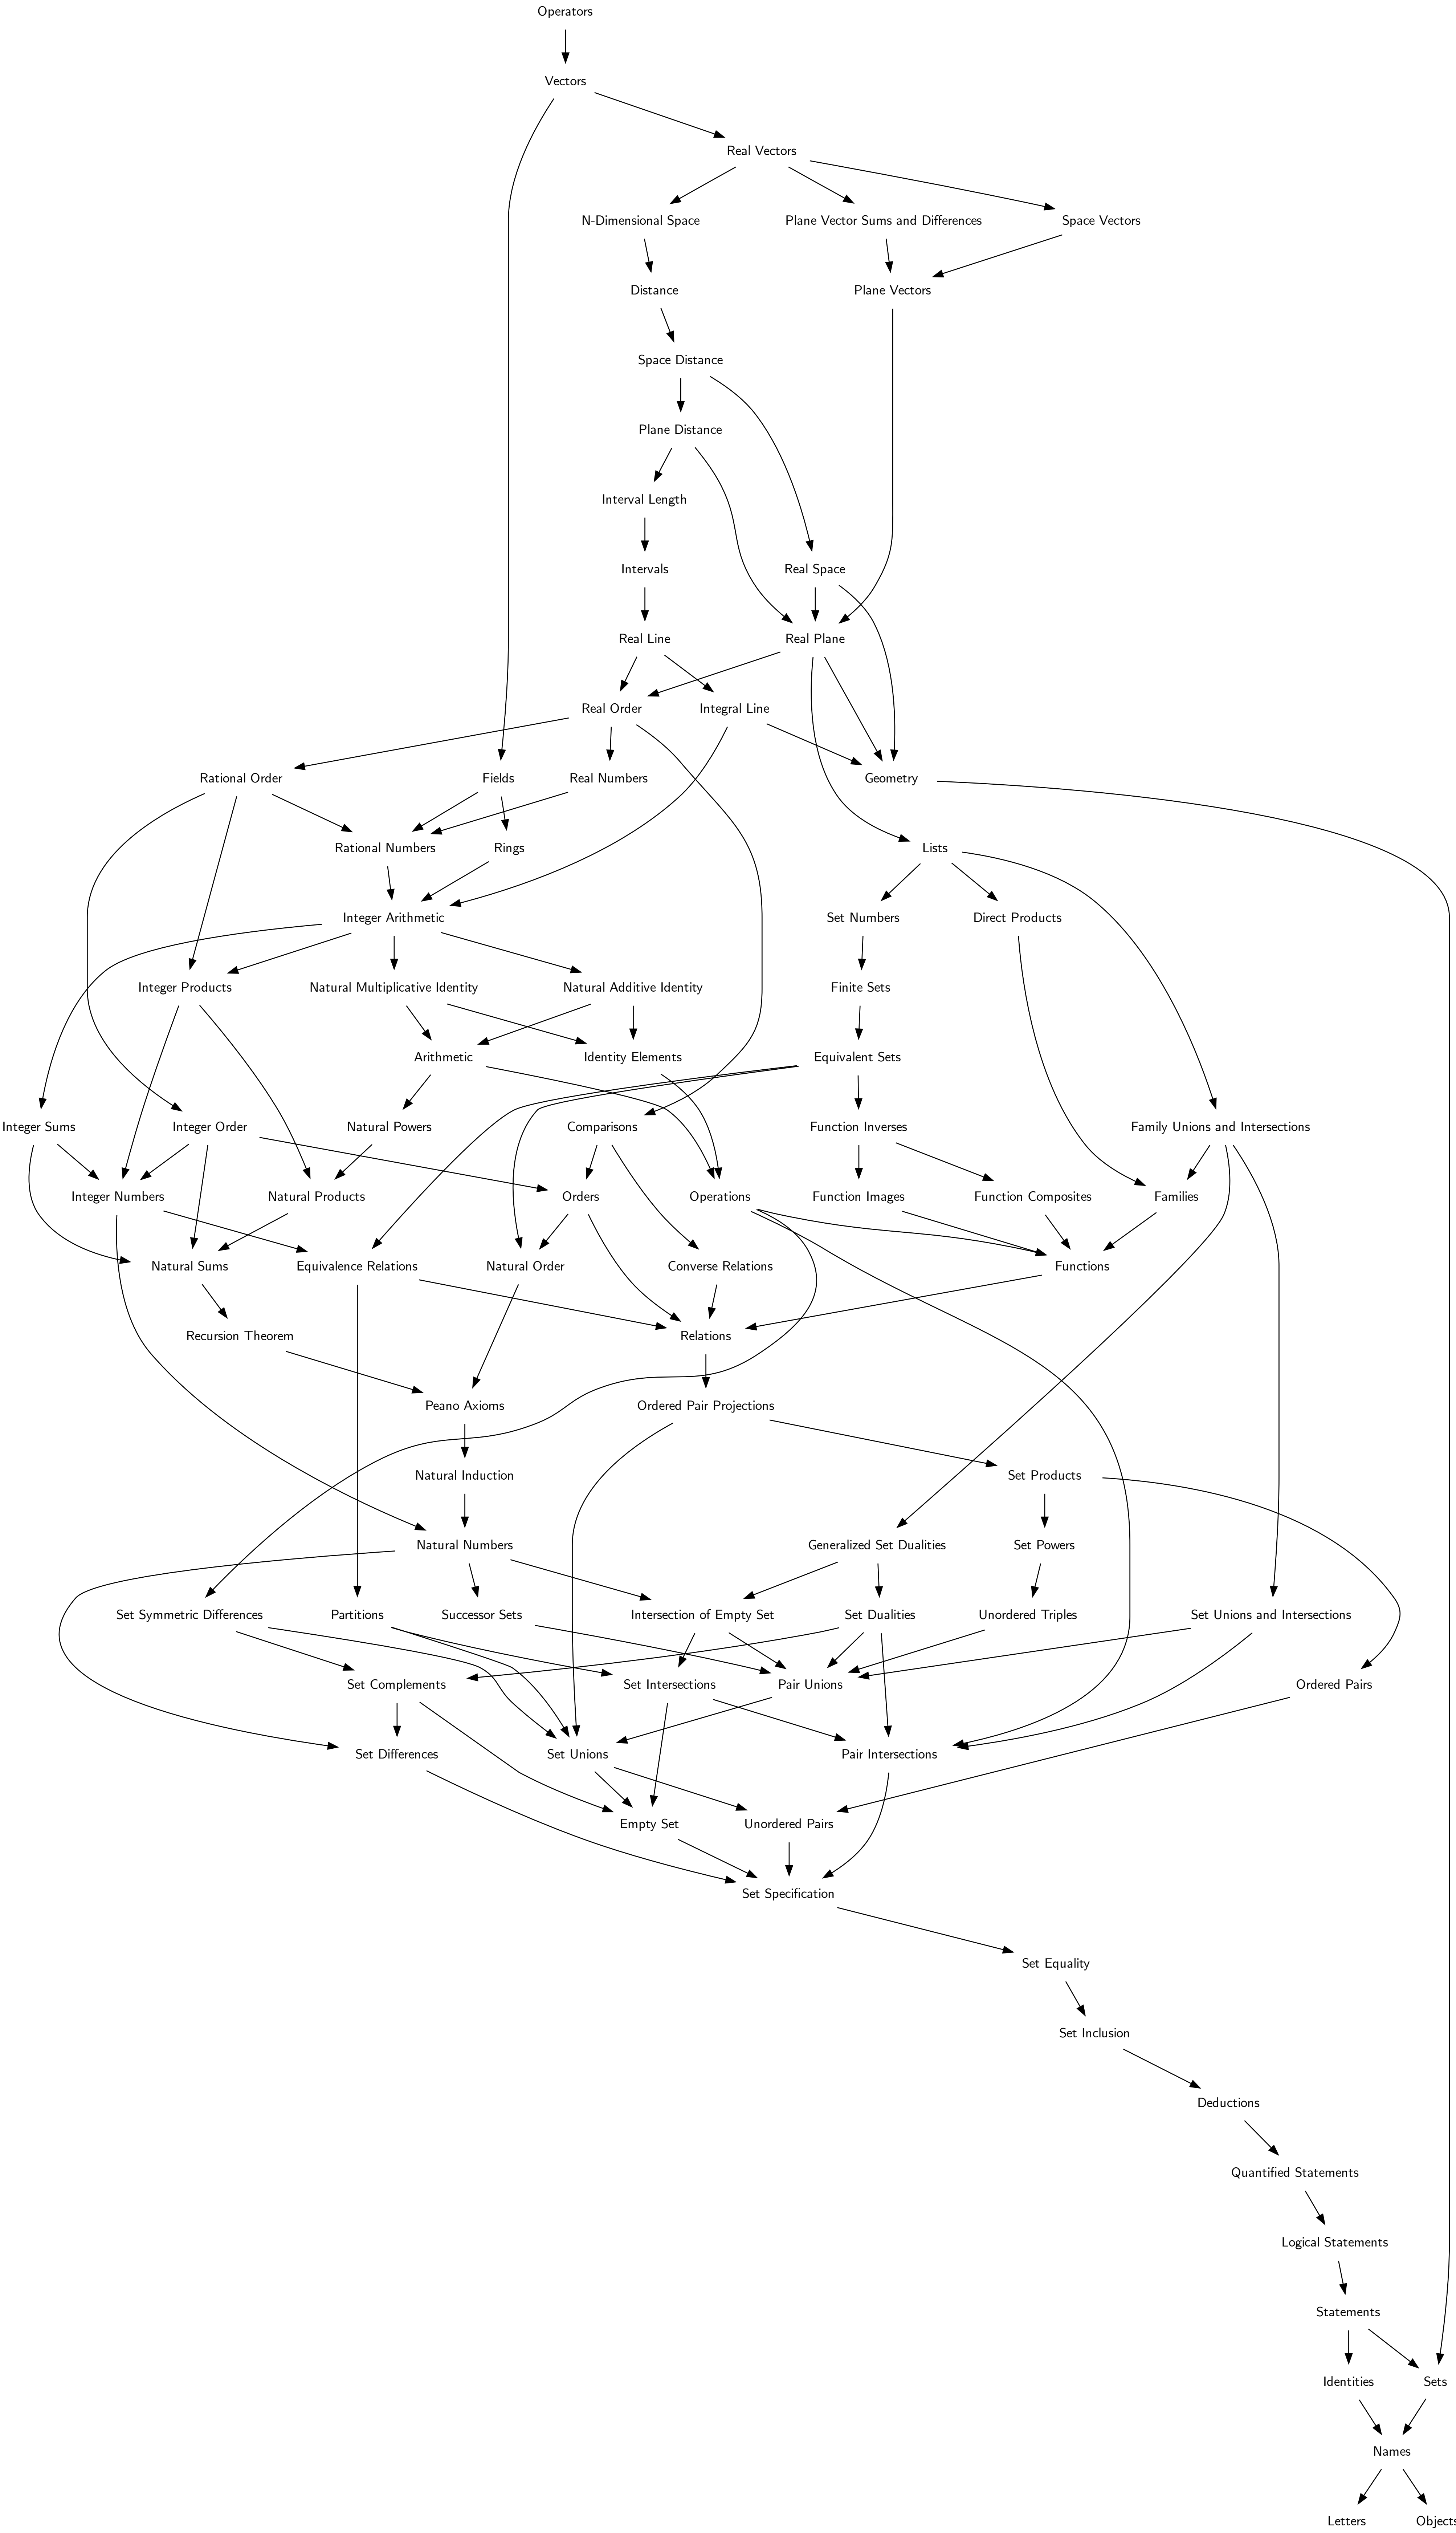 Operators
Vectors
Real Vectors
N-Dimensional Space
Plane Vector Sums and Differences
Space Vectors
Distance
Plane Vectors
Space Distance
Plane Distance
Interval Length
Intervals
Real Space
Real Line
Real Plane
Real Order
Integral Line
Rational Order
Fields
Real Numbers
Geometry
Rational Numbers
Rings
Lists
Integer Arithmetic
Set Numbers
Direct Products
Integer Products
Natural Multiplicative Identity
Natural Additive Identity
Finite Sets
Arithmetic
Identity Elements
Equivalent Sets
Integer Sums
Integer Order
Natural Powers
Comparisons
Function Inverses
Family Unions and Intersections
Integer Numbers
Natural Products
Orders
Operations
Function Images
Function Composites
Families
Natural Sums
Equivalence Relations
Natural Order
Converse Relations
Functions
Recursion Theorem
Relations
Peano Axioms
Ordered Pair Projections
Natural Induction
Set Products
Natural Numbers
Generalized Set Dualities
Set Powers
Set Symmetric Differences
Partitions
Successor Sets
Intersection of Empty Set
Set Dualities
Unordered Triples
Set Unions and Intersections
Set Complements
Set Intersections
Pair Unions
Ordered Pairs
Set Differences
Set Unions
Pair Intersections
Empty Set
Unordered Pairs
Set Specification
Set Equality
Set Inclusion
Deductions
Quantified Statements
Logical Statements
Statements
Identities
Sets
Names
Letters
Objects